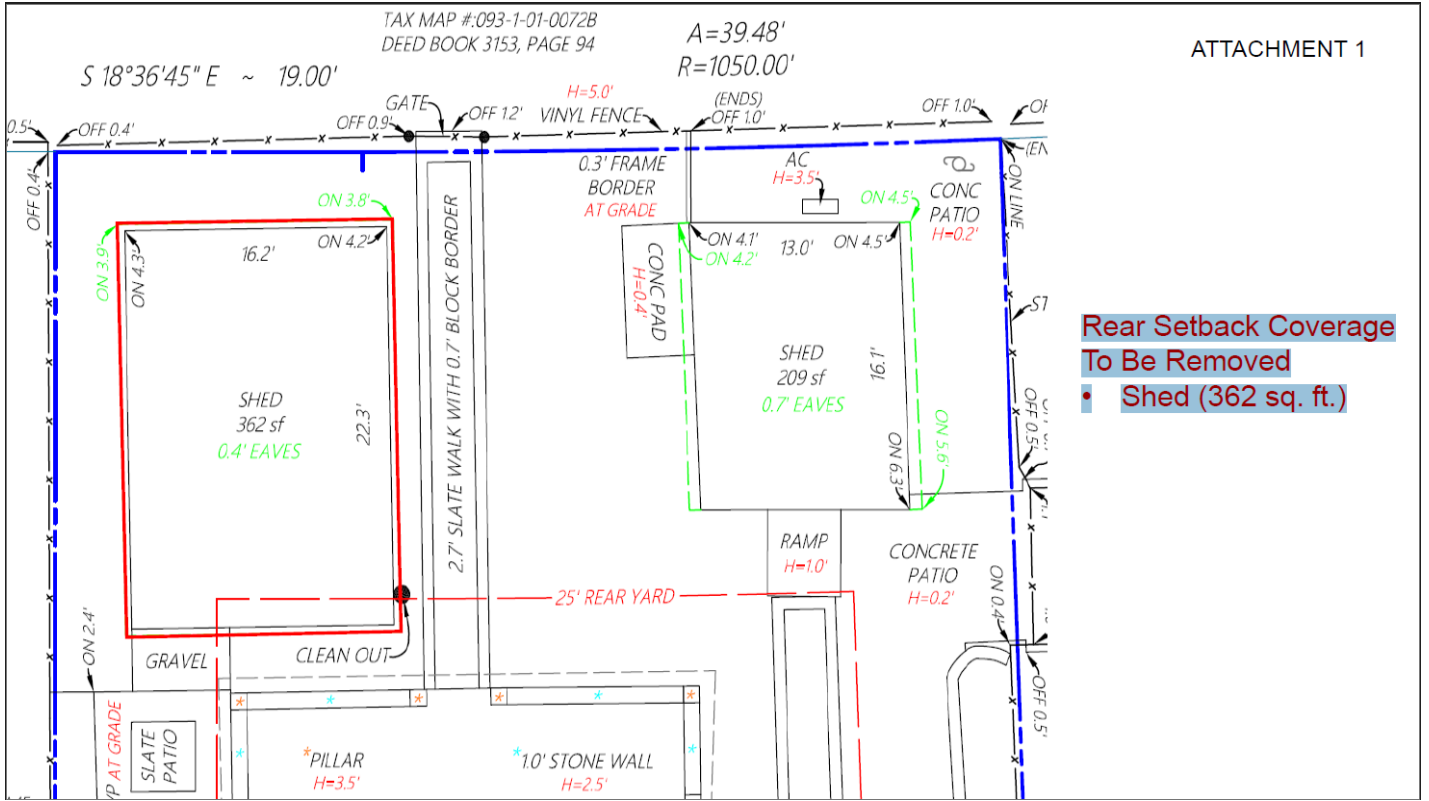 TAX MAP #:093-1-01-0072B
DEED BOOK 3153, PAGE 94
A=39.48'
R=1050.00'
ATTACHMENT 1
S 18°36'45" E ~ 19.00'
0.5'
OFF 0.4'
OFF 0.9'
GATE
OFF 1.2'
H=5.0'
VINYL FENCE
(ENDS)
OFF 1.0'
OFF 1.0'
OFF 0.4'
ON 3.8'
ON 3.9'
ON 4.3'
16.2'
ON 4.2'
0.3' FRAME
BORDER
AT GRADE
AC
H=3.5'
ON 4.5'
CONC
PATIO
H=0.2'
ON LINE
CONC PAD
H=0.4'
ON 4.1'
ON 4.2'
13.0'
ON 4.5'
2.7' SLATE WALK WITH 0.7' BLOCK BORDER
SHED
362 sf
0.4' EAVES
22.3'
SHED
209 sf
0.7' EAVES
16.1'
ON 6.3'
ON 5.6'
ST
OFF 0.5'
Rear Setback Coverage
To Be Removed
• Shed (362 sq. ft.)
RAMP
H=1.0'
CONCRETE
PATIO
H=0.2'
ON 0.4'
25' REAR YARD
ON 2.4'
GRAVEL
CLEAN OUT
OFF 0.5'
VP AT GRADE
SLATE
PATIO
*PILLAR
H=3.5'
*1.0' STONE WALL
H=2.5'